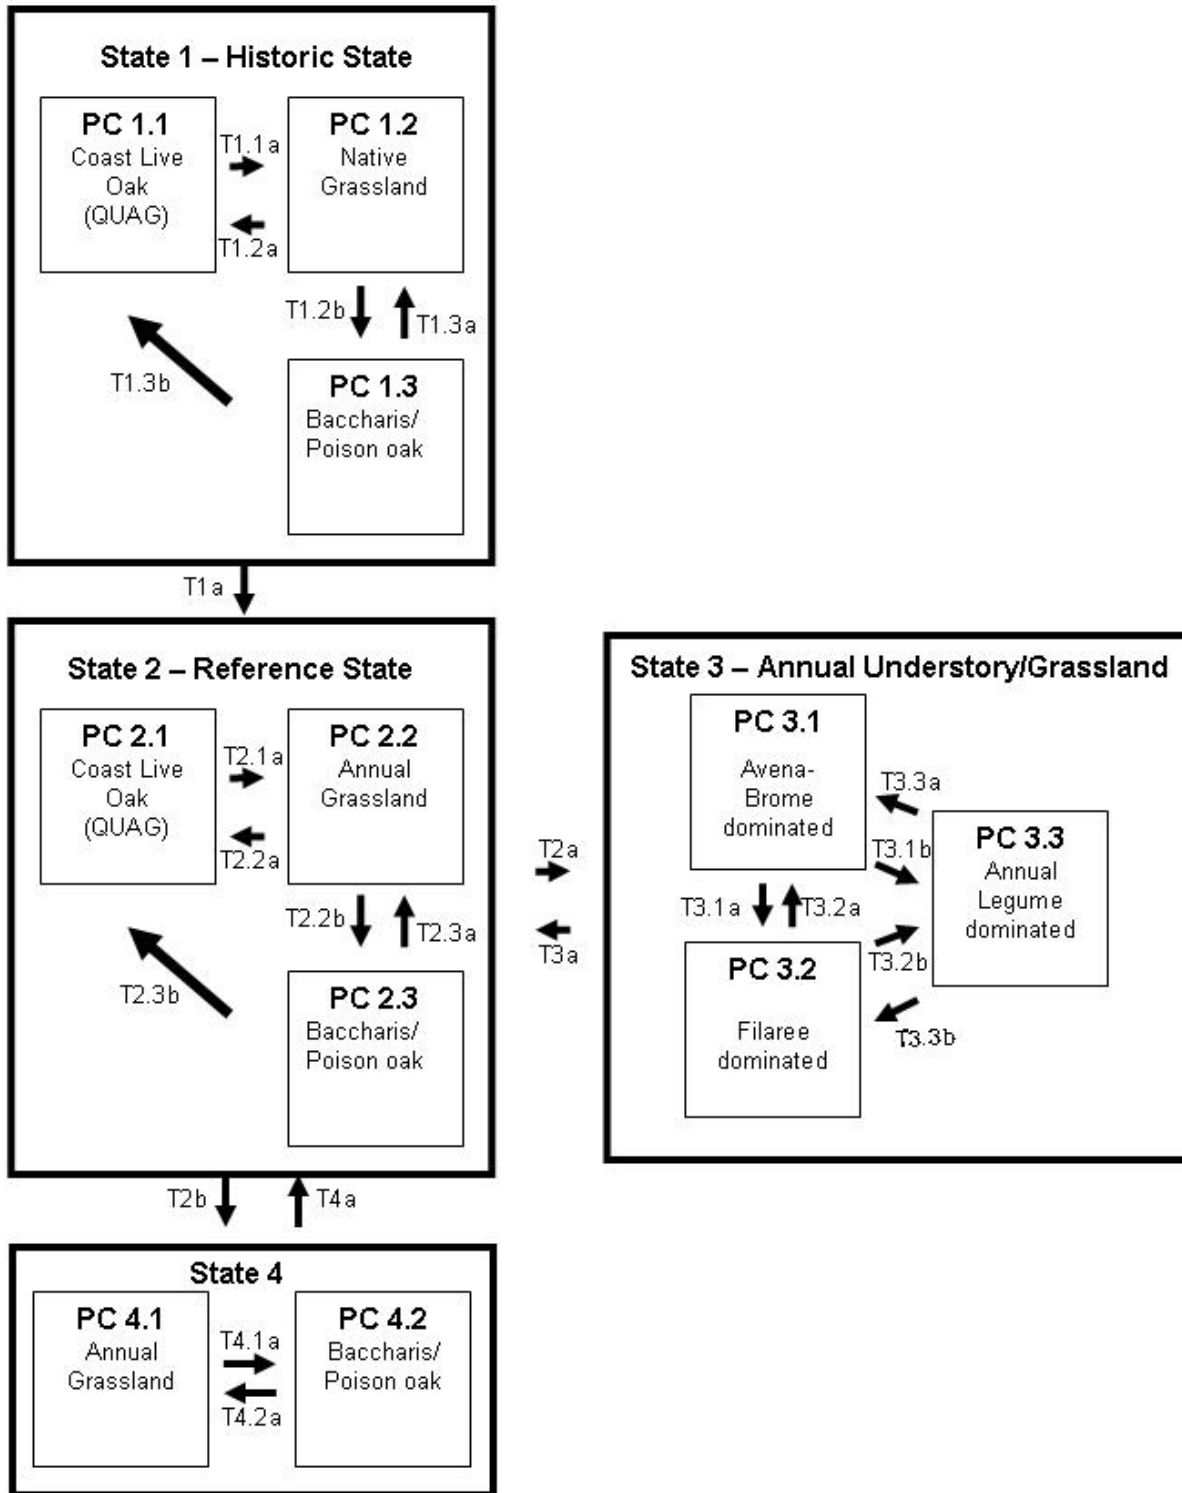 State 1 – Historic State
PC 1.1
Coast Live
Oak
(QUAG)
T1.1a
T1.2a
PC 1.2
Native
Grassland
T1.2b
T1.3a
T1.3b
PC 1.3
Baccharis/
Poison oak
T1a
State 2 – Reference State
PC 2.1
Coast Live
Oak
(QUAG)
T2.1a
T2.2a
PC 2.2
Annual
Grassland
T2.2b
T2.3a
T2.3b
PC 2.3
Baccharis/
Poison oak
T2a
T3a
State 3 – Annual Understory/Grassland
PC 3.1
Avena-
Brome
dominated
T3.3a
T3.1b
PC 3.3
Annual
Legume
dominated
T3.1a
T3.2a
T3.2b
PC 3.2
Filaree
dominated
T3.3b
T2b
T4a
State 4
PC 4.1
Annual
Grassland
T4.1a
T4.2a
PC 4.2
Baccharis/
Poison oak